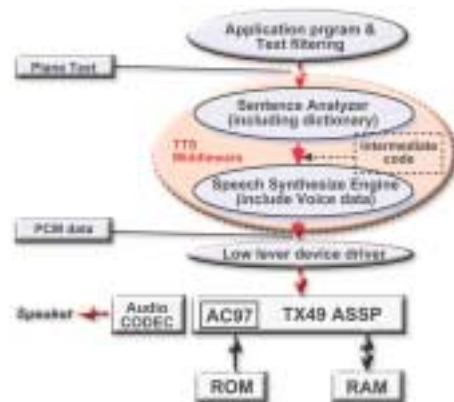 Application prgram &
Test filtering
Plane Test
Sentence Analyzer
(including dictionary)
TTS
Middleware
Intermediate
code
Speech Synthesize Engine
(include Voice data)
PCM data
Low lever device driver
Speaker
Audio
CODEC
AC97
TX49 ASSP
ROM
RAM